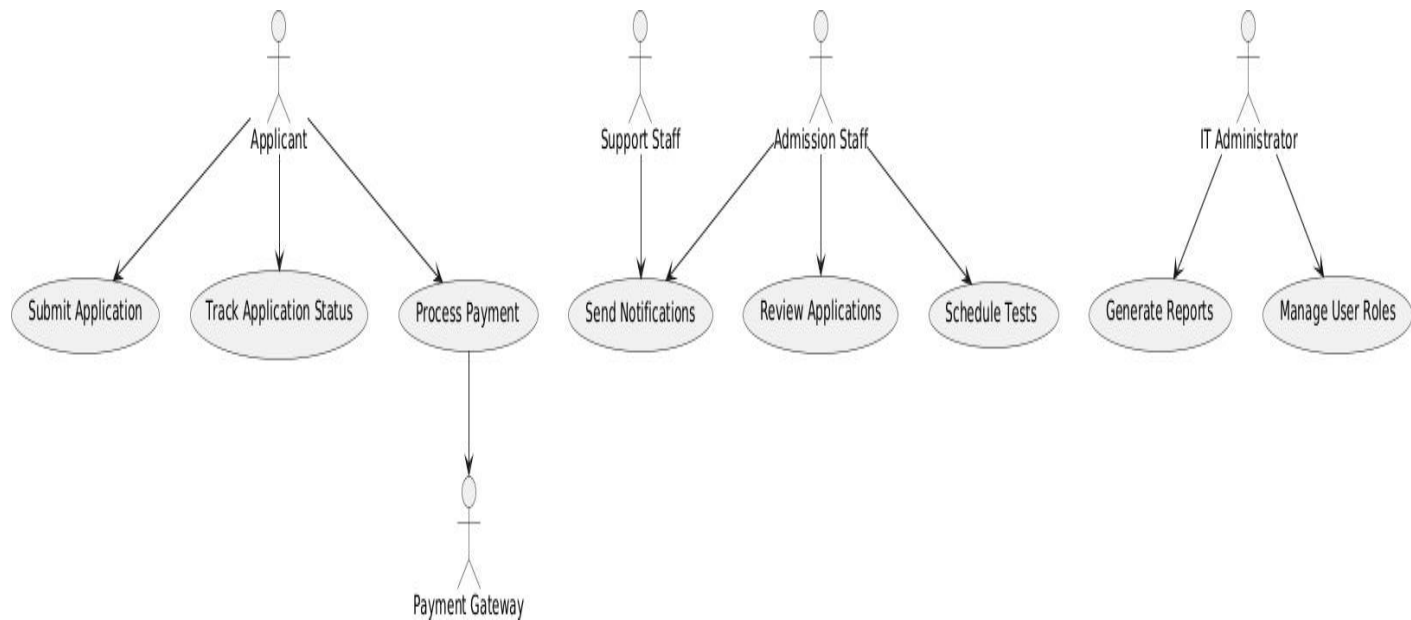 Applicant
Support Staff
Admission Staff
IT Administrator
Submit Application
Track Application Status
Process Payment
Send Notifications
Review Applications
Schedule Tests
Generate Reports
Manage User Roles
Payment Gateway